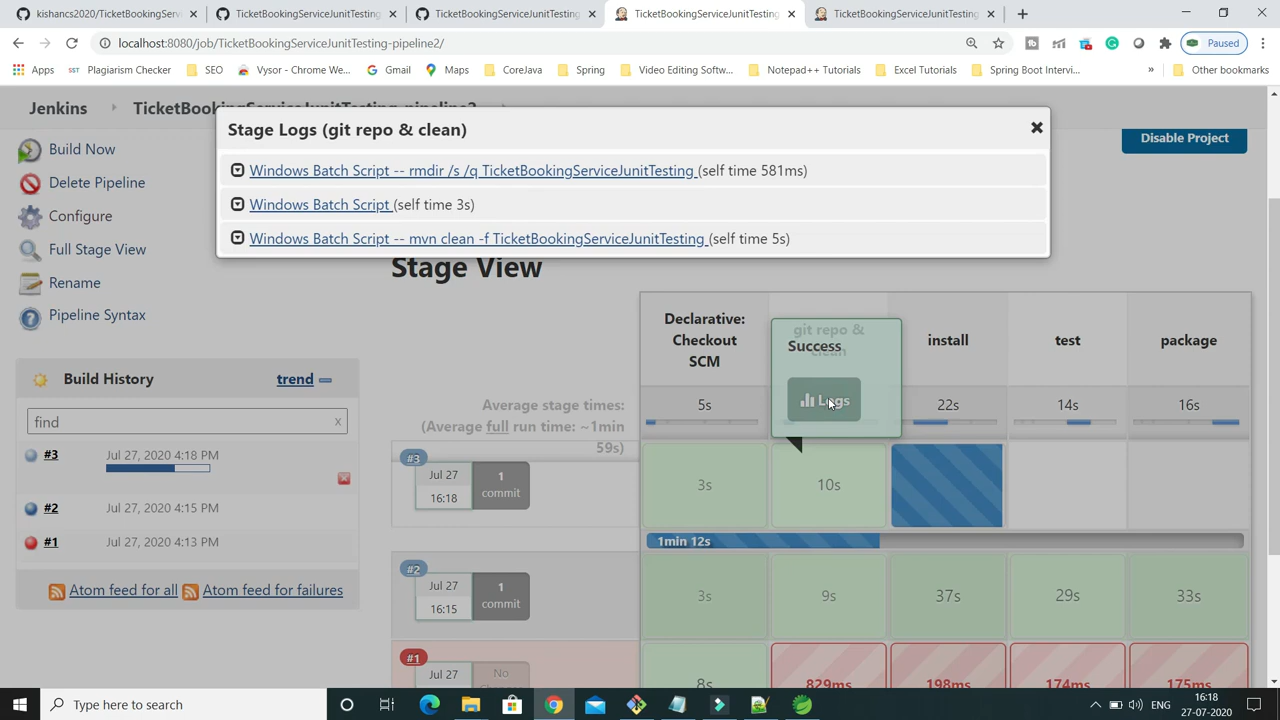 kishancs2020/TicketBookingServic
TicketBookingServiceJunitTesting
TicketBookingServiceJunitTesting
TicketBookingServiceJunitTesting
TicketBookingServiceJunitTesting
localhost:8080/job/TicketBookingServiceJunitTesting-pipeline2/
Paused
Apps
SST
Plagiarism Checker
SEO
Vysor - Chrome We...
Gmail
Maps
CoreJava
Spring
Video Editing Softw...
Notepad++ Tutorials
Excel Tutorials
Spring Boot Intervi...
»
Other bookmarks
Jenkins
TicketBookingServiceJunitTesting-pipeline2
Disable Project
Stage Logs (git repo & clean)
Windows Batch Script -- rmdir /s /q TicketBookingServiceJunitTesting (self time 581ms)
Windows Batch Script (self time 3s)
Windows Batch Script -- mvn clean -f TicketBookingServiceJunitTesting (self time 5s)
Build Now
Delete Pipeline
Configure
Full Stage View
Rename
Pipeline Syntax
Build History
trend
find
x
#3
Jul 27, 2020 4:18 PM
#2
Jul 27, 2020 4:15 PM
#1
Jul 27, 2020 4:13 PM
Atom feed for all
Atom feed for failures
Stage View
Declarative:
Checkout
SCM
git repo &
clean
install
test
package
Success
Logs
Average stage times:
(Average full run time: ~1min
59s)
5s
22s
14s
16s
#3
Jul 27
16:18
1
commit
3s
10s
1min 12s
#2
Jul 27
16:15
1
commit
3s
9s
37s
29s
33s
#1
Jul 27
No
8s
829ms
198ms
174ms
175ms
Type here to search
ENG
16:18
27-07-2020